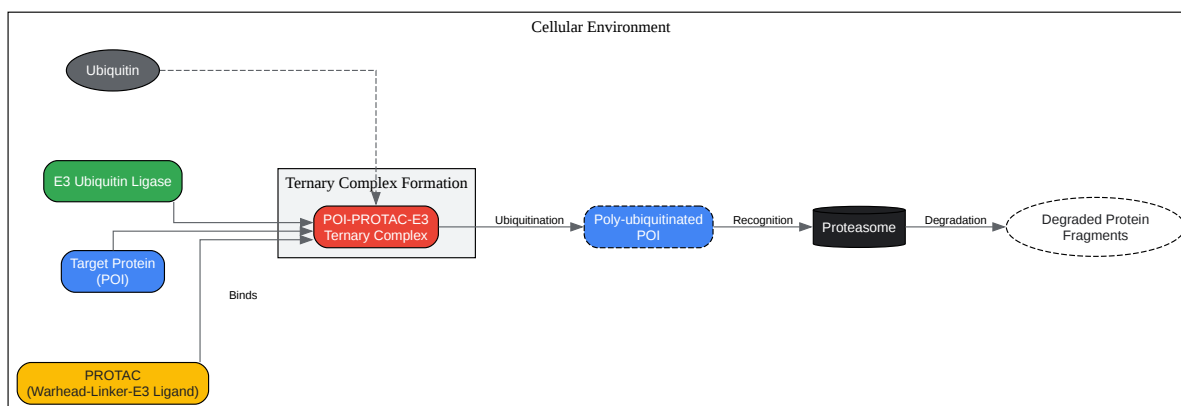 Cellular Environment
Ubiquitin
E3 Ubiquitin Ligase
Ternary Complex Formation
POI-PROTAC-E3
Ternary Complex
Ubiquitination
Poly-ubiquitinated
POI
Recognition
Proteasome
Degradation
Degraded Protein
Fragments
Target Protein
(POI)
Binds
PROTAC
(Warhead-Linker-E3 Ligand)